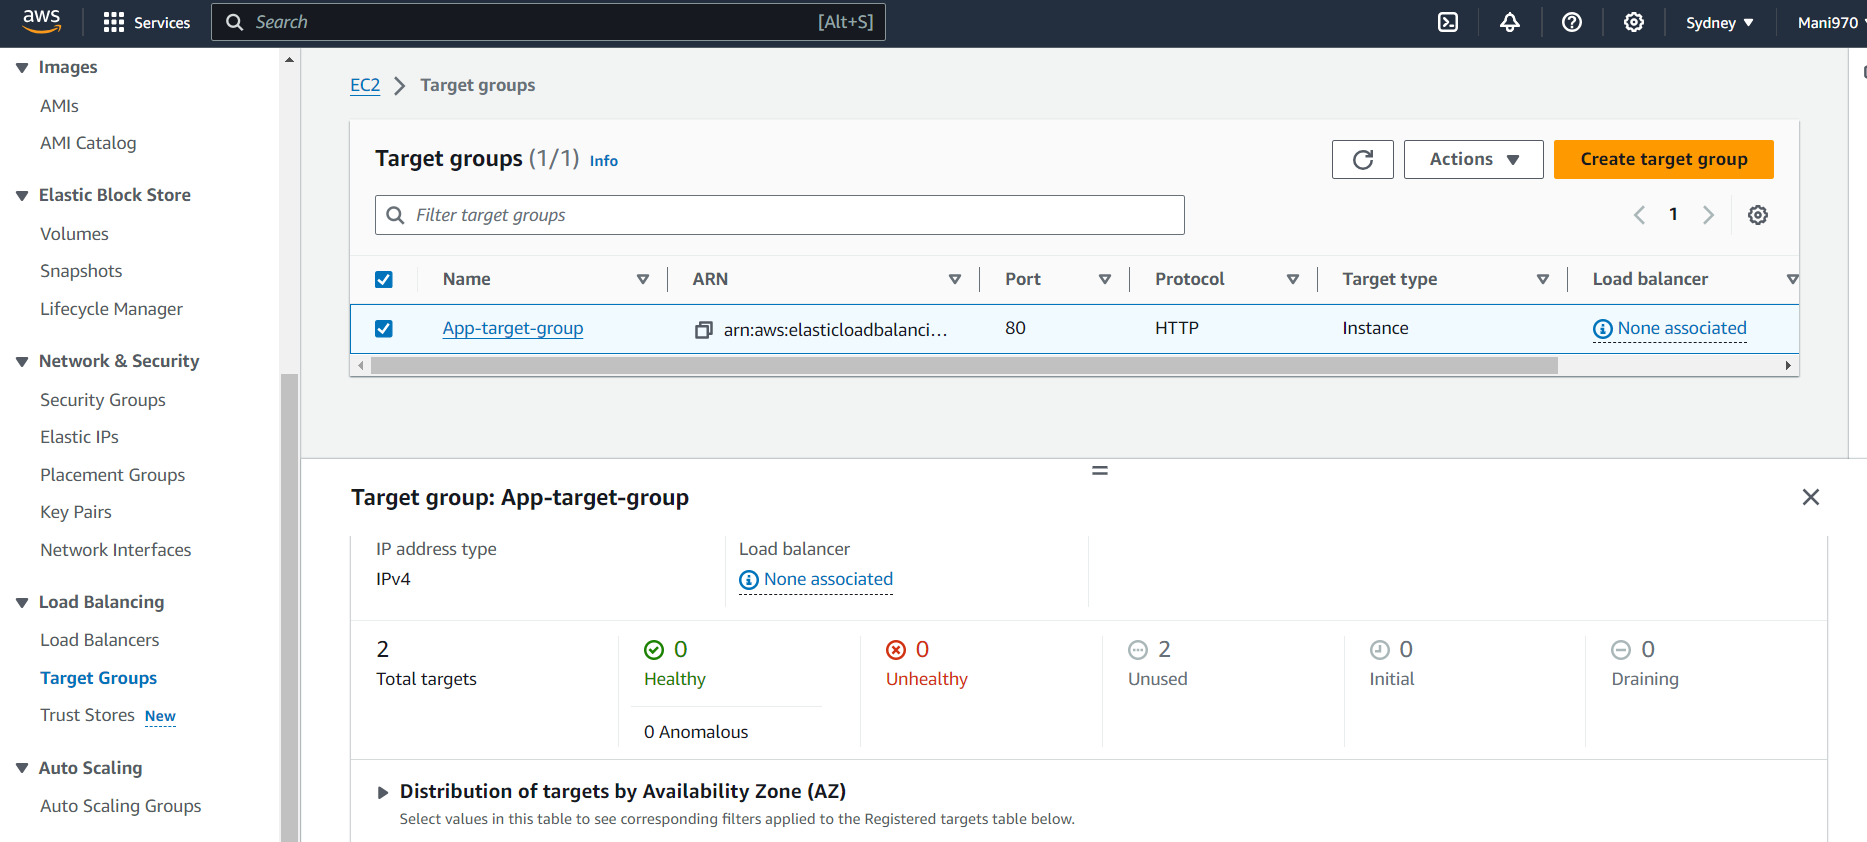 aws
Services
Search
[Alt+S]
Sydney
Mani970
Images
AMIs
AMI Catalog
Elastic Block Store
Volumes
Snapshots
Lifecycle Manager
Network & Security
Security Groups
Elastic IPs
Placement Groups
Key Pairs
Network Interfaces
Load Balancing
Load Balancers
Target Groups
Trust Stores New
Auto Scaling
Auto Scaling Groups
EC2 Target groups
Target groups (1/1) Info
Actions
Create target group
Filter target groups
1
Name ARN Port Protocol Target type Load balancer
App-target-group arn:aws:elasticloadbalanci... 80 HTTP Instance None associated
Target group: App-target-group
IP address type
IPv4
Load balancer
None associated
2
Total targets
0
Healthy
0 Anomalous
0
Unhealthy
2
Unused
0
Initial
0
Draining
Distribution of targets by Availability Zone (AZ)
Select values in this table to see corresponding filters applied to the Registered targets table below.